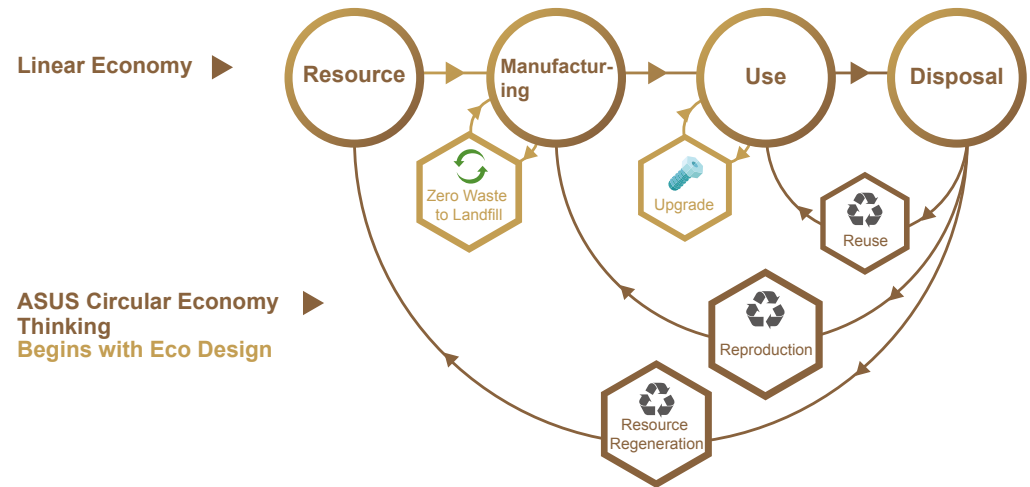 Linear Economy
Resource
Manufactur-
ing
Use
Disposal
Zero Waste
to Landfill
Upgrade
Reuse
ASUS Circular Economy
Thinking
Begins with Eco Design
Reproduction
Resource
Regeneration